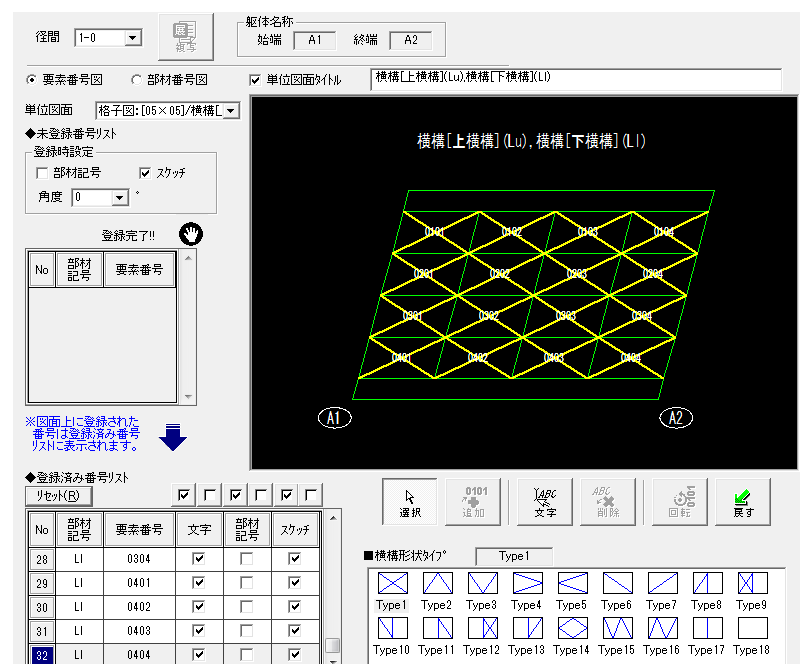 径間 1-0 複写 躯体名称 始端 A1 終端 A2
要素番号図 部材番号図 単位図面タイトル 横構[上横構](Lu),横構[下横構](Ll)
単位図面 格子図:[05×05]/横構[
◆未登録番号リスト
登録時設定
部材記号 スケッチ
角度 0 °
登録完了!!
No 部材記号 要素番号
※図面上に登録された
番号は登録済み番号
リストに表示されます。
横構[上横構](Lu),横構[下横構](Ll)
0101 0102 0103 0104
0201 0202 0203 0204
0301 0302 0303 0304
0401 0402 0403 0404
A1 A2
◆登録済み番号リスト
リセット(R)
No 部材記号 要素番号 文字 部材記号 スケッチ
28 Ll 0304
29 Ll 0401
30 Ll 0402
31 Ll 0403
32 Ll 0404
選択 0101 追加 ABC 文字 ABC 削除 0101 回転 戻す
■横構形状タイプ Type1
Type1 Type2 Type3 Type4 Type5 Type6 Type7 Type8 Type9
Type10 Type11 Type12 Type13 Type14 Type15 Type16 Type17 Type18